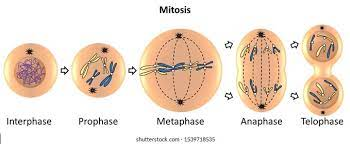 Mitosis
Interphase
Prophase
Metaphase
Anaphase
Telophase
shutterstock.com · 1539718535